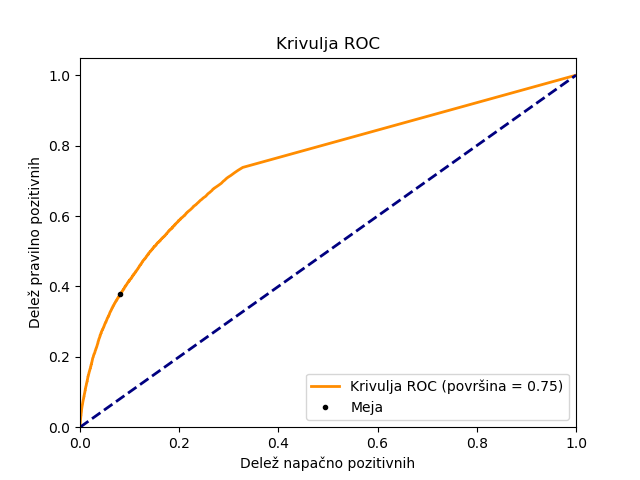 Krivulja ROC
Delež pravilno pozitivnih
1.0
0.8
0.6
0.4
0.2
0.0
Krivulja ROC (površina = 0.75)
Meja
0.0 0.2 0.4 0.6 0.8 1.0
Delež napačno pozitivnih